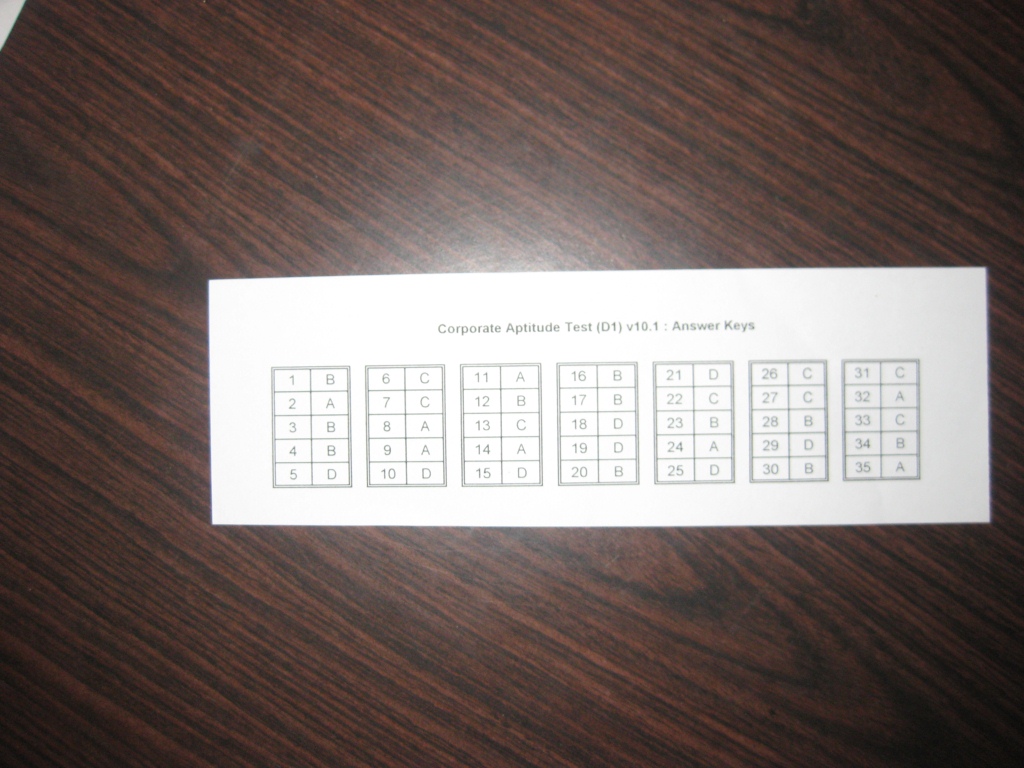 Corporate Aptitude Test (D1) v10.1 : Answer Keys
1 B 6 C 11 A 16 B 21 D 26 C 31 C
2 A 7 C 12 B 17 B 22 C 27 C 32 A
3 B 8 A 13 C 18 D 23 B 28 B 33 C
4 B 9 A 14 A 19 D 24 A 29 D 34 B
5 D 10 D 15 D 20 B 25 D 30 B 35 A